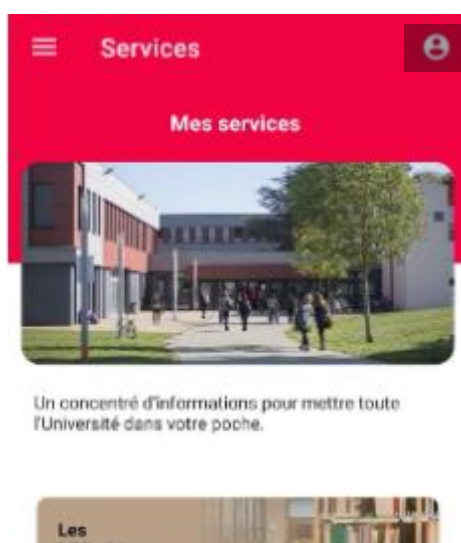 Services
Mes services
Un concentré d'informations pour mettre toute
l'Université dans votre poche.
Les